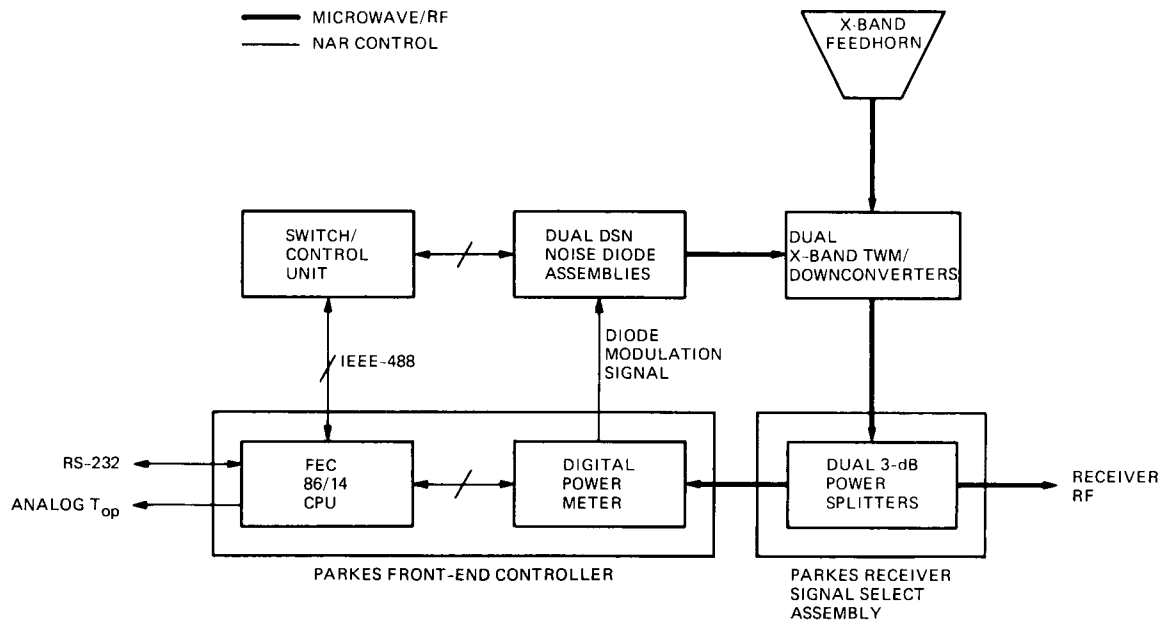 MICROWAVE/RF
NAR CONTROL
X-BAND
FEEDHORN
SWITCH/
CONTROL
UNIT
DUAL DSN
NOISE DIODE
ASSEMBLIES
DUAL
X-BAND TWM/
DOWNCONVERTERS
IEEE-488
DIODE
MODULATION
SIGNAL
RS-232
ANALOG Top
FEC
86/14
CPU
DIGITAL
POWER
METER
DUAL 3-dB
POWER
SPLITTERS
RECEIVER
RF
PARKES FRONT-END CONTROLLER
PARKES RECEIVER
SIGNAL SELECT
ASSEMBLY